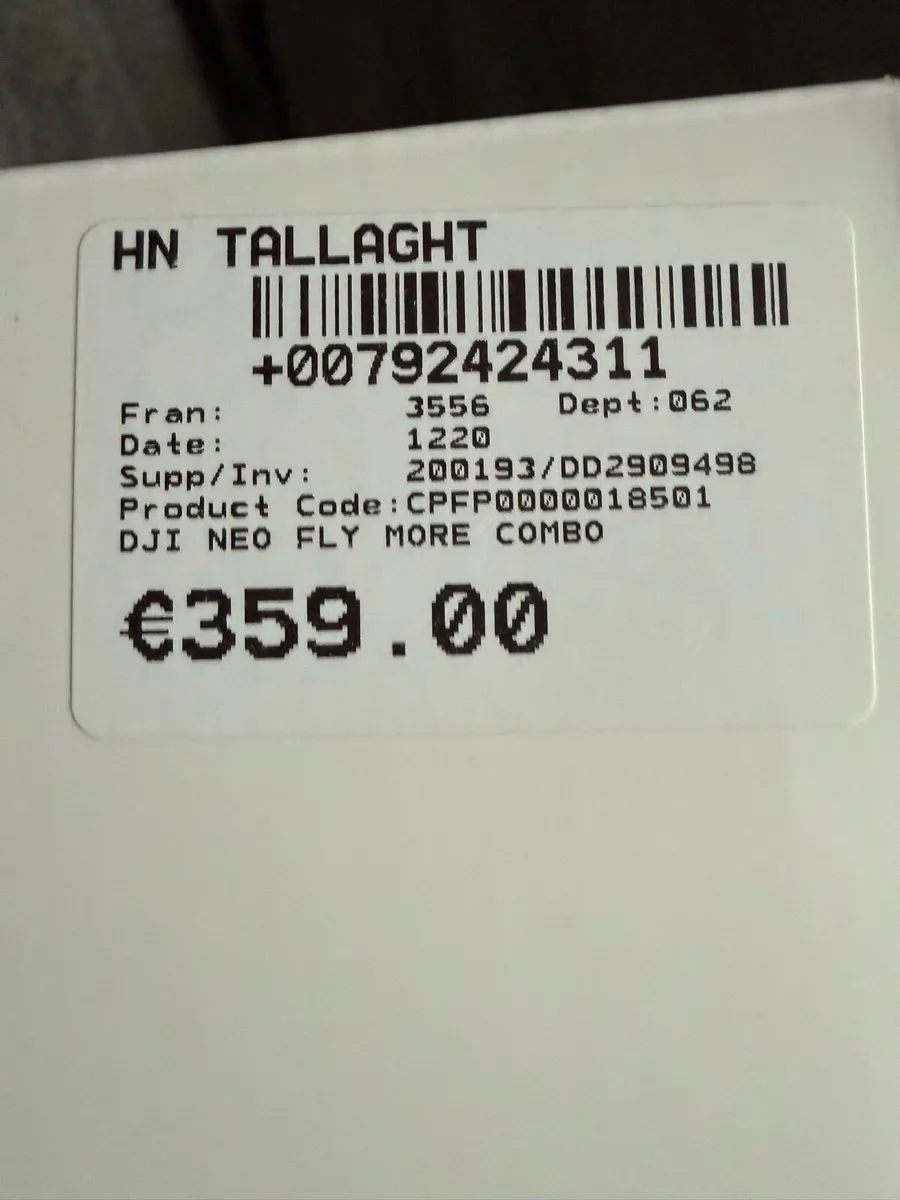 HN TALLAGHT
+00792424311
Fran: 3556 Dept:062
Date: 1220
Supp/Inv: 200193/DD2909498
Product Code:CPFP0000018501
DJI NEO FLY MORE COMBO
€359.00